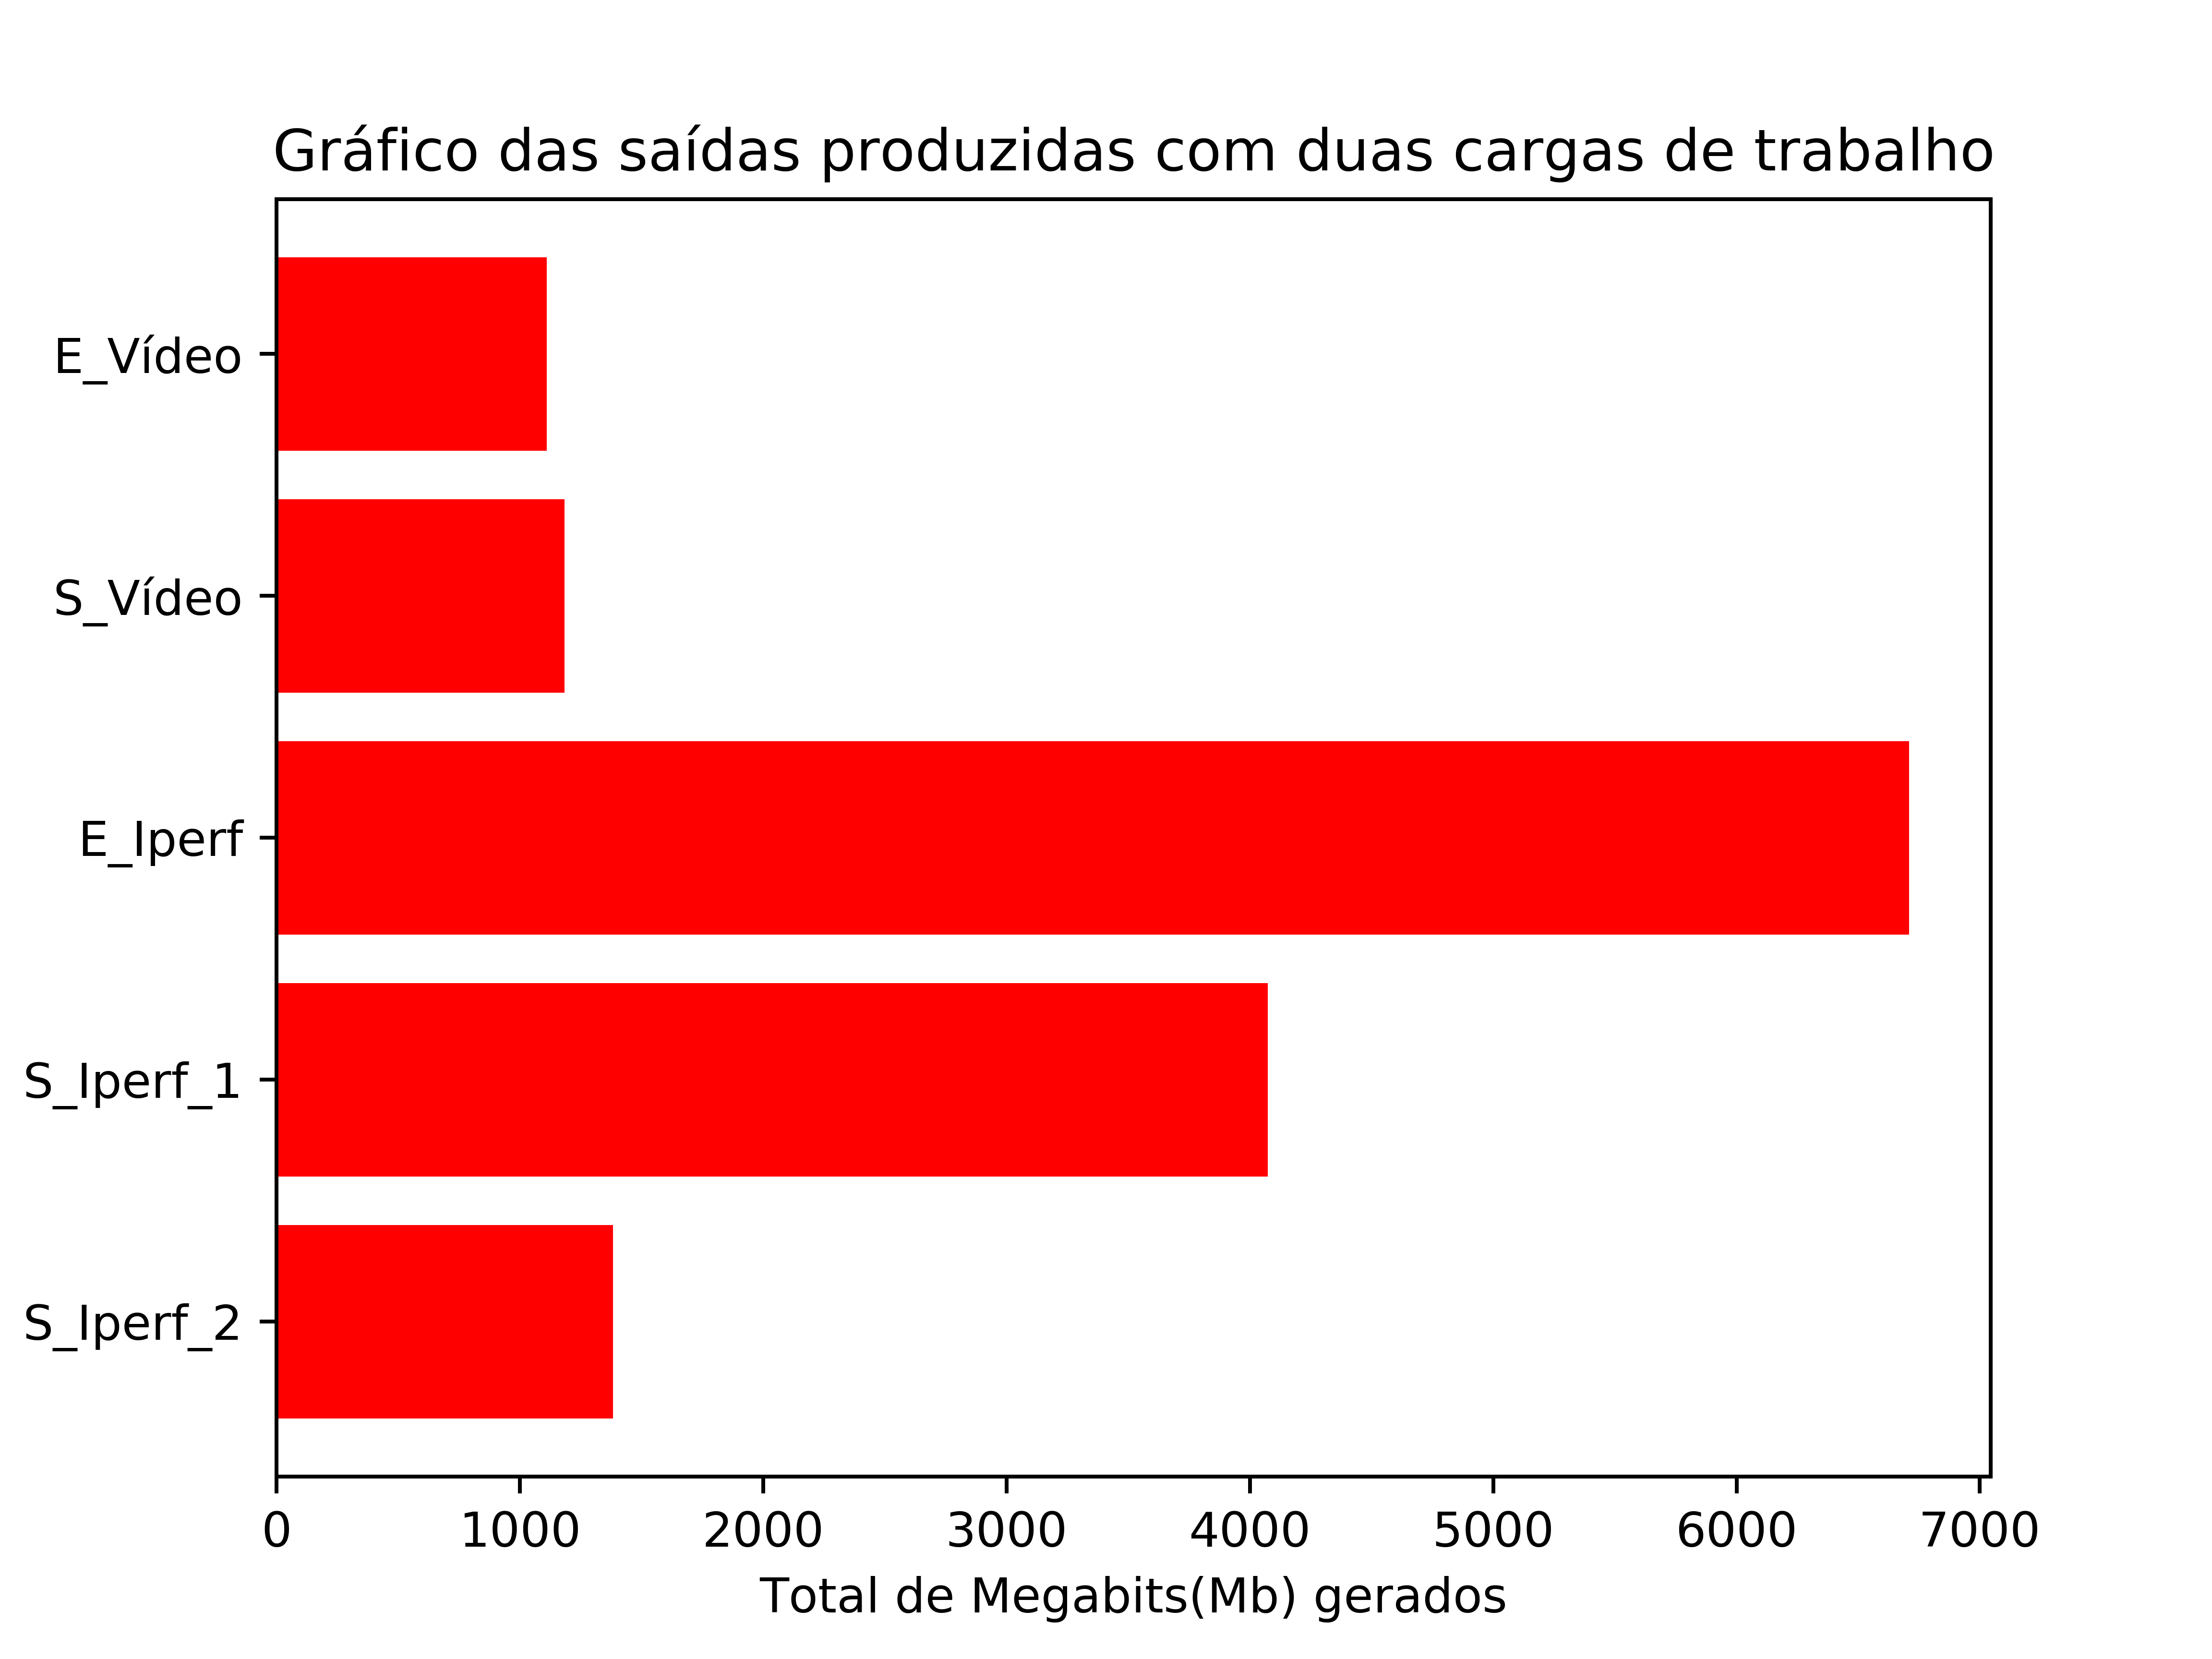 Gráfico das saídas produzidas com duas cargas de trabalho
E_Vídeo
S_Vídeo
E_Iperf
S_Iperf_1
S_Iperf_2
0 1000 2000 3000 4000 5000 6000 7000
Total de Megabits(Mb) gerados